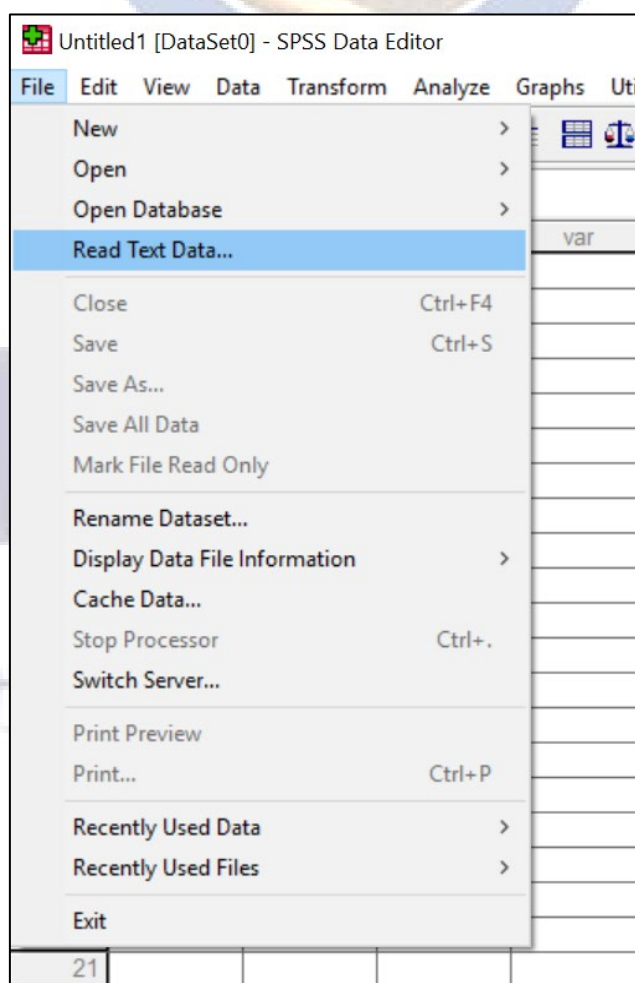 Untitled1 [DataSet0] - SPSS Data Editor
File Edit View Data Transform Analyze Graphs Uti
New
Open
Open Database
var
Read Text Data...
Close Ctrl+F4
Save Ctrl+S
Save As...
Save All Data
Mark File Read Only
Rename Dataset...
Display Data File Information
Cache Data...
Stop Processor Ctrl+.
Switch Server...
Print Preview
Print... Ctrl+P
Recently Used Data
Recently Used Files
Exit
21